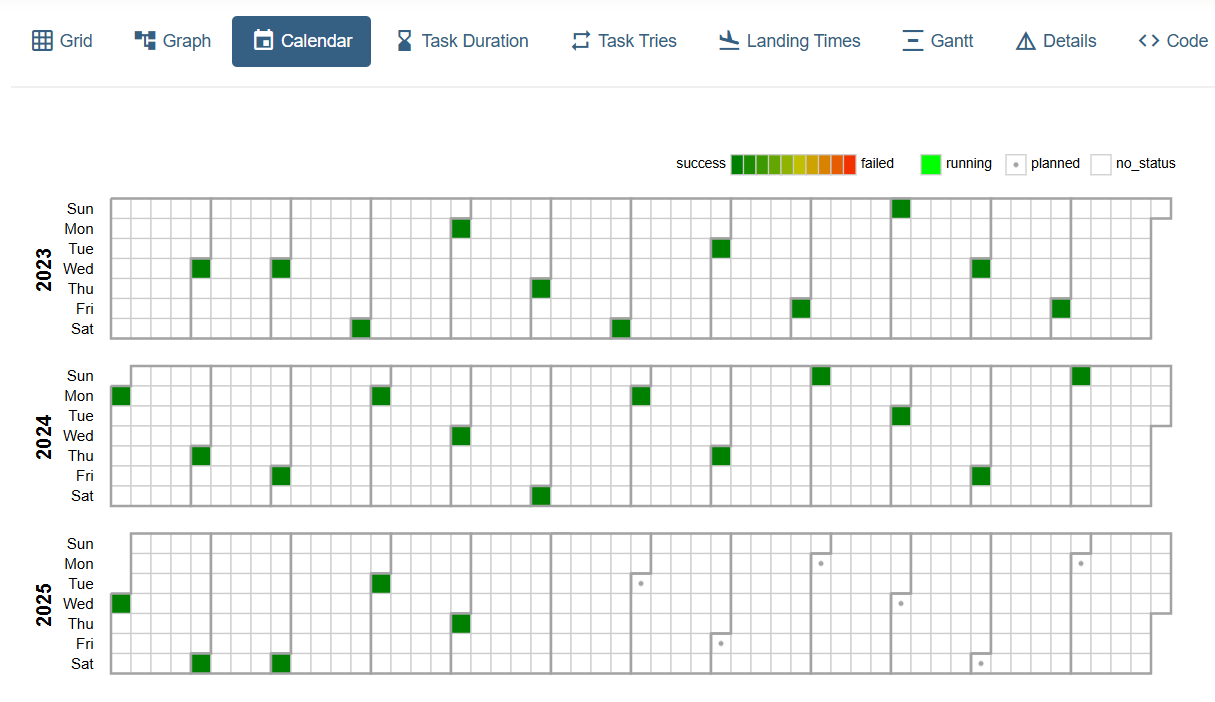 Grid Graph Calendar Task Duration Task Tries Landing Times Gantt Details Code
success failed running planned no_status
2023
Sun
Mon
Tue
Wed
Thu
Fri
Sat
2024
Sun
Mon
Tue
Wed
Thu
Fri
Sat
2025
Sun
Mon
Tue
Wed
Thu
Fri
Sat